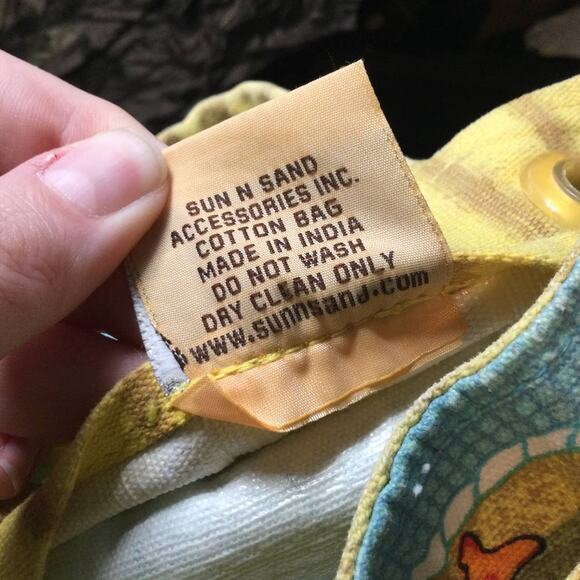 SUN N SAND
ACCESSORIES INC.
COTTON BAG
MADE IN INDIA
DO NOT WASH
DRY CLEAN ONLY
www.sunnsand.com